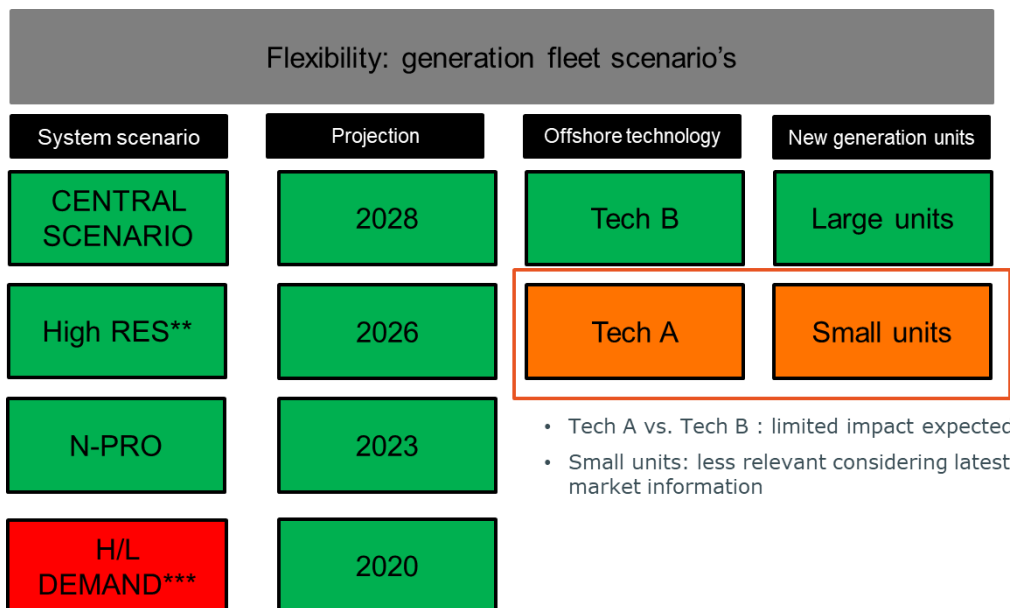 Flexibility: generation fleet scenario's
System scenario
Projection
Offshore technology
New generation units
CENTRAL
SCENARIO
2028
Tech B
Large units
High RES**
2026
Tech A
Small units
N-PRO
2023
• Tech A vs. Tech B : limited impact expected
• Small units: less relevant considering latest
market information
H/L
DEMAND***
2020